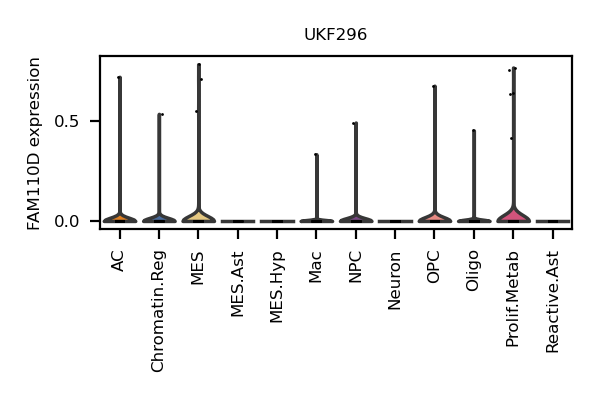 UKF296
FAM110D expression
0.5
0.0
AC
Chromatin.Reg
MES
MES.Ast
MES.Hyp
Mac
NPC
Neuron
OPC
Oligo
Prolif.Metab
Reactive.Ast